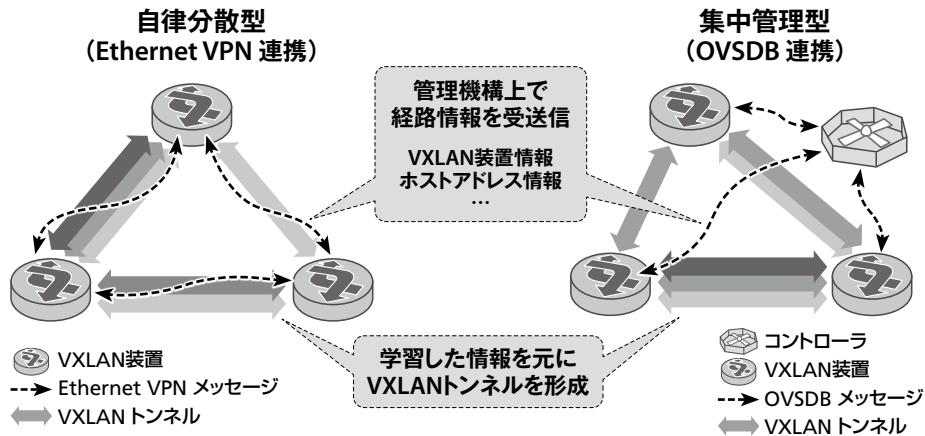 自律分散型
（Ethernet VPN 連携）
集中管理型
（OVSDB 連携）
管理機構上で
経路情報を受送信
VXLAN装置情報
ホストアドレス情報
…
学習した情報を元に
VXLANトンネルを形成
VXLAN装置
Ethernet VPN メッセージ
VXLAN トンネル
コントローラ
VXLAN装置
OVSDB メッセージ
VXLAN トンネル